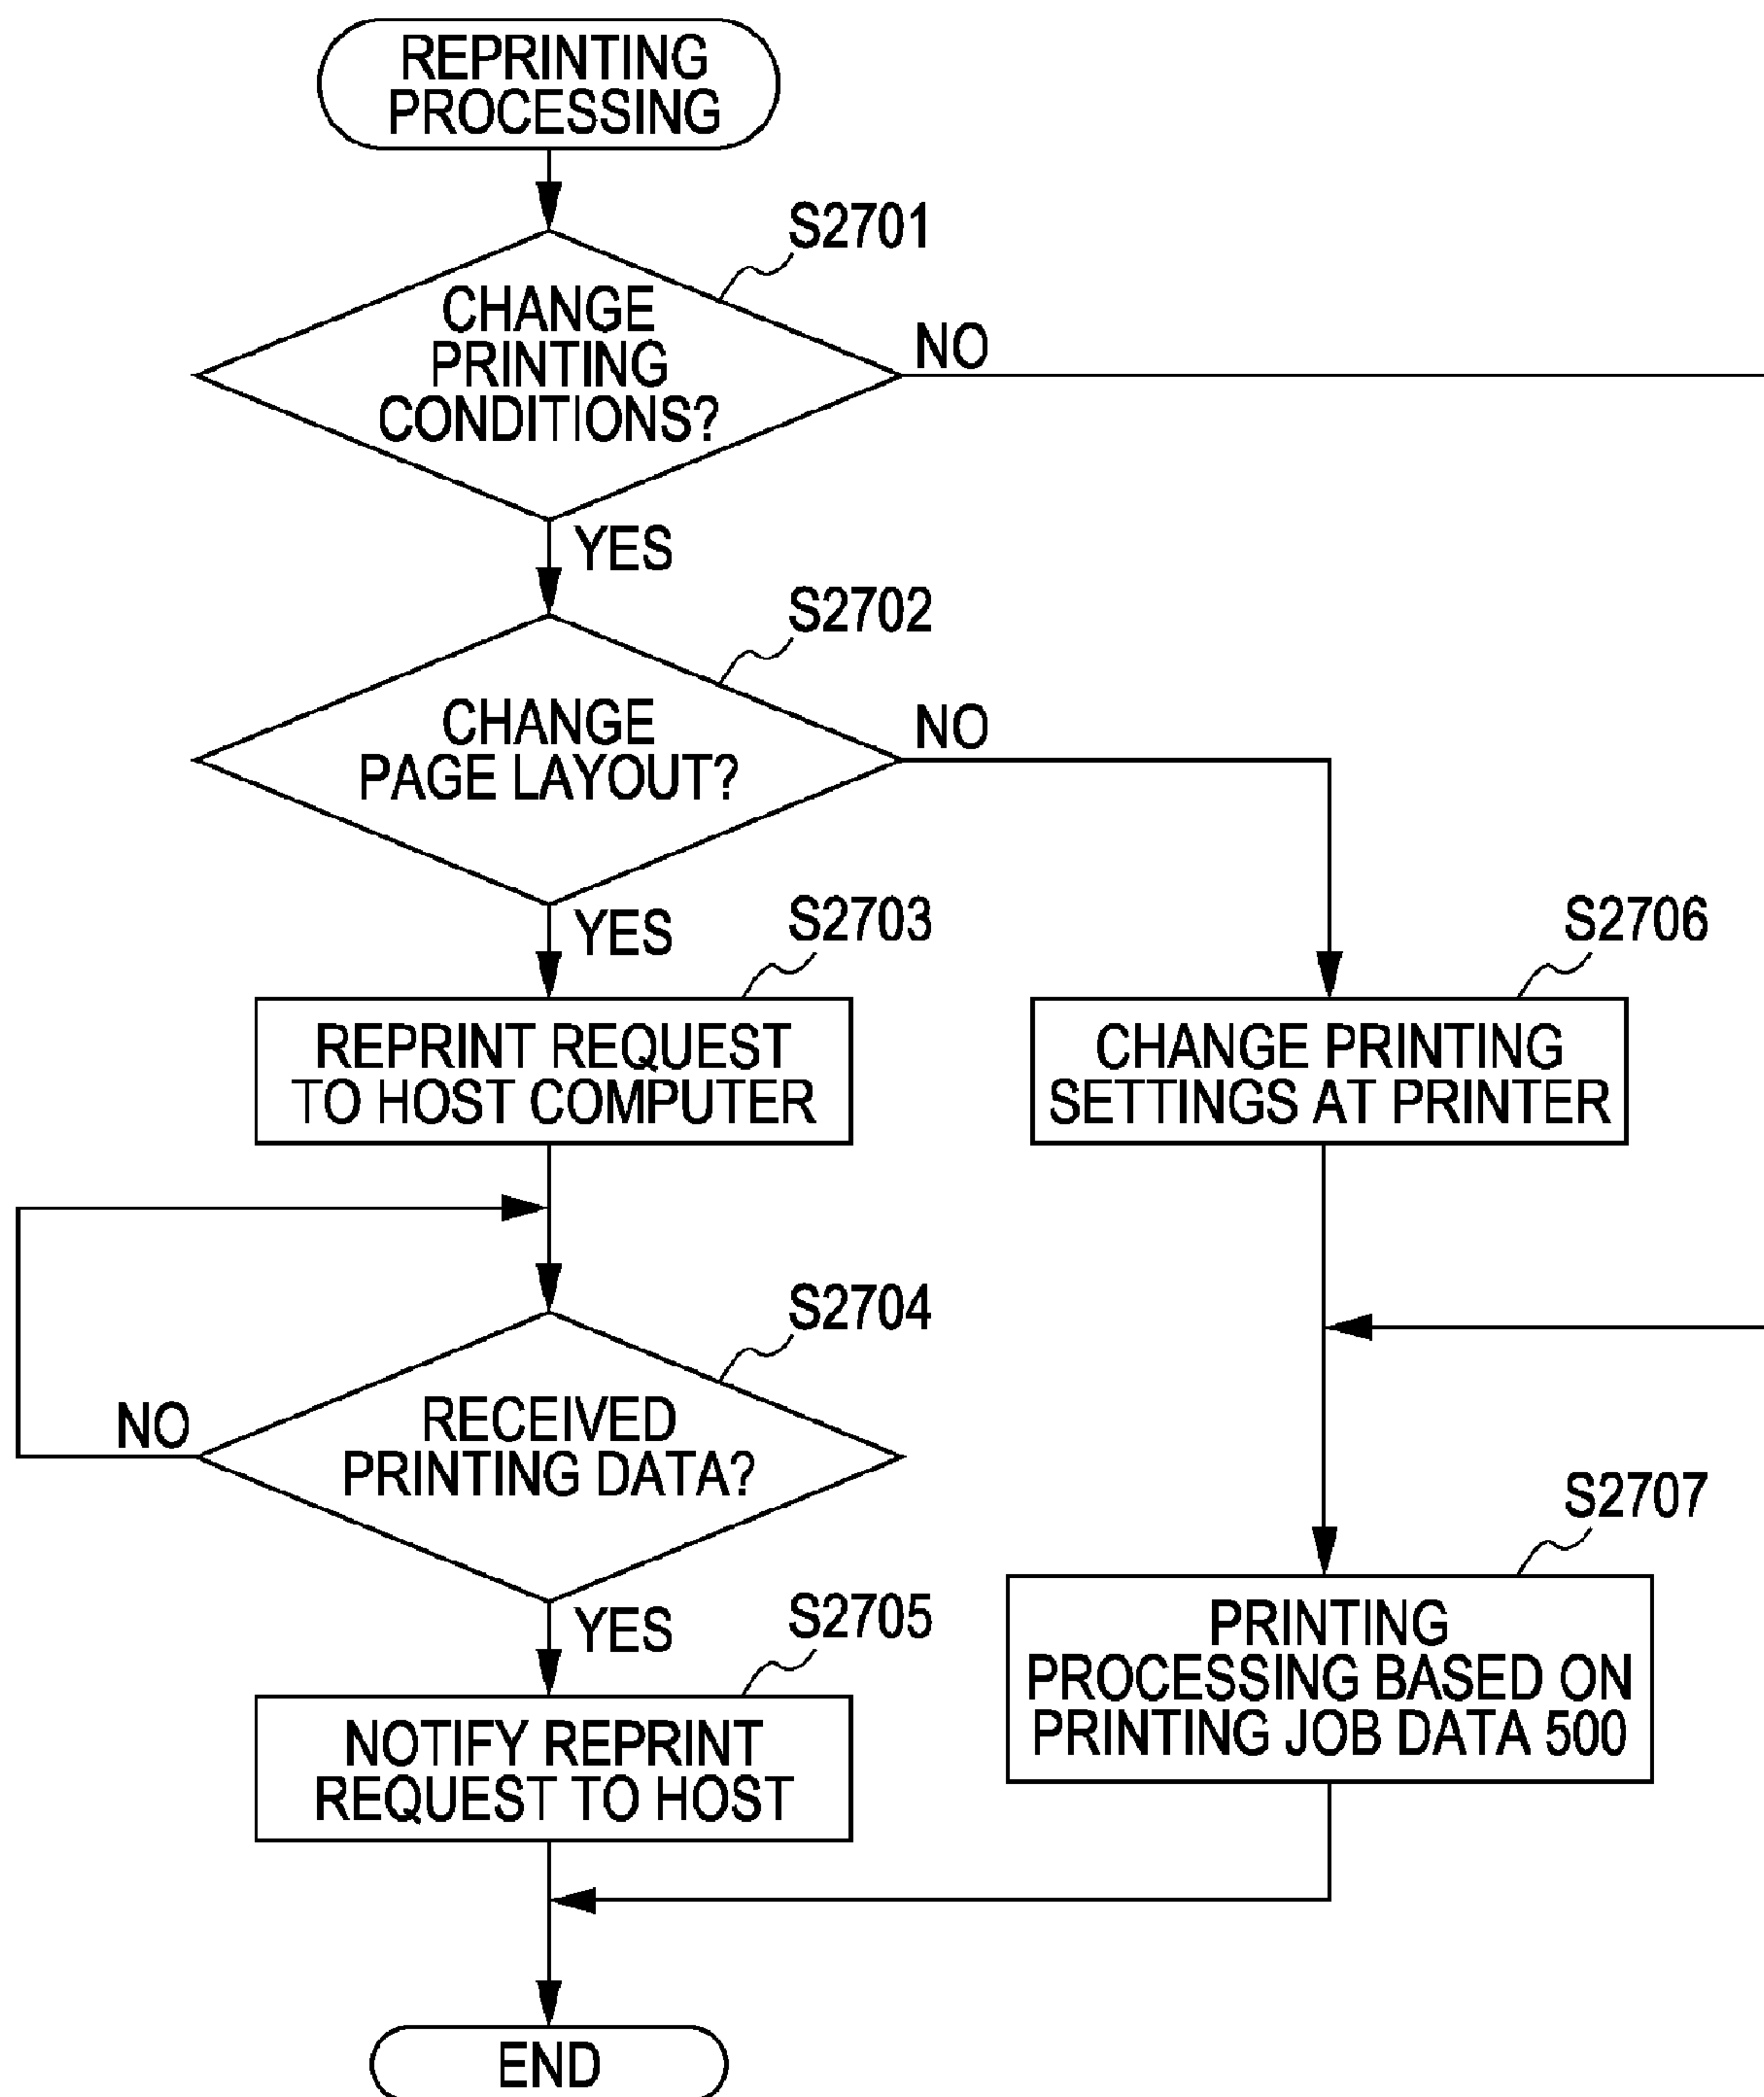 REPRINTING
PROCESSING
S2701
CHANGE
PRINTING
CONDITIONS?
NO
YES
S2702
CHANGE
PAGE LAYOUT?
NO
YES
S2703
REPRINT REQUEST
TO HOST COMPUTER
S2706
CHANGE PRINTING
SETTINGS AT PRINTER
S2704
RECEIVED
PRINTING DATA?
NO
YES
S2705
NOTIFY REPRINT
REQUEST TO HOST
S2707
PRINTING
PROCESSING BASED ON
PRINTING JOB DATA 500
END